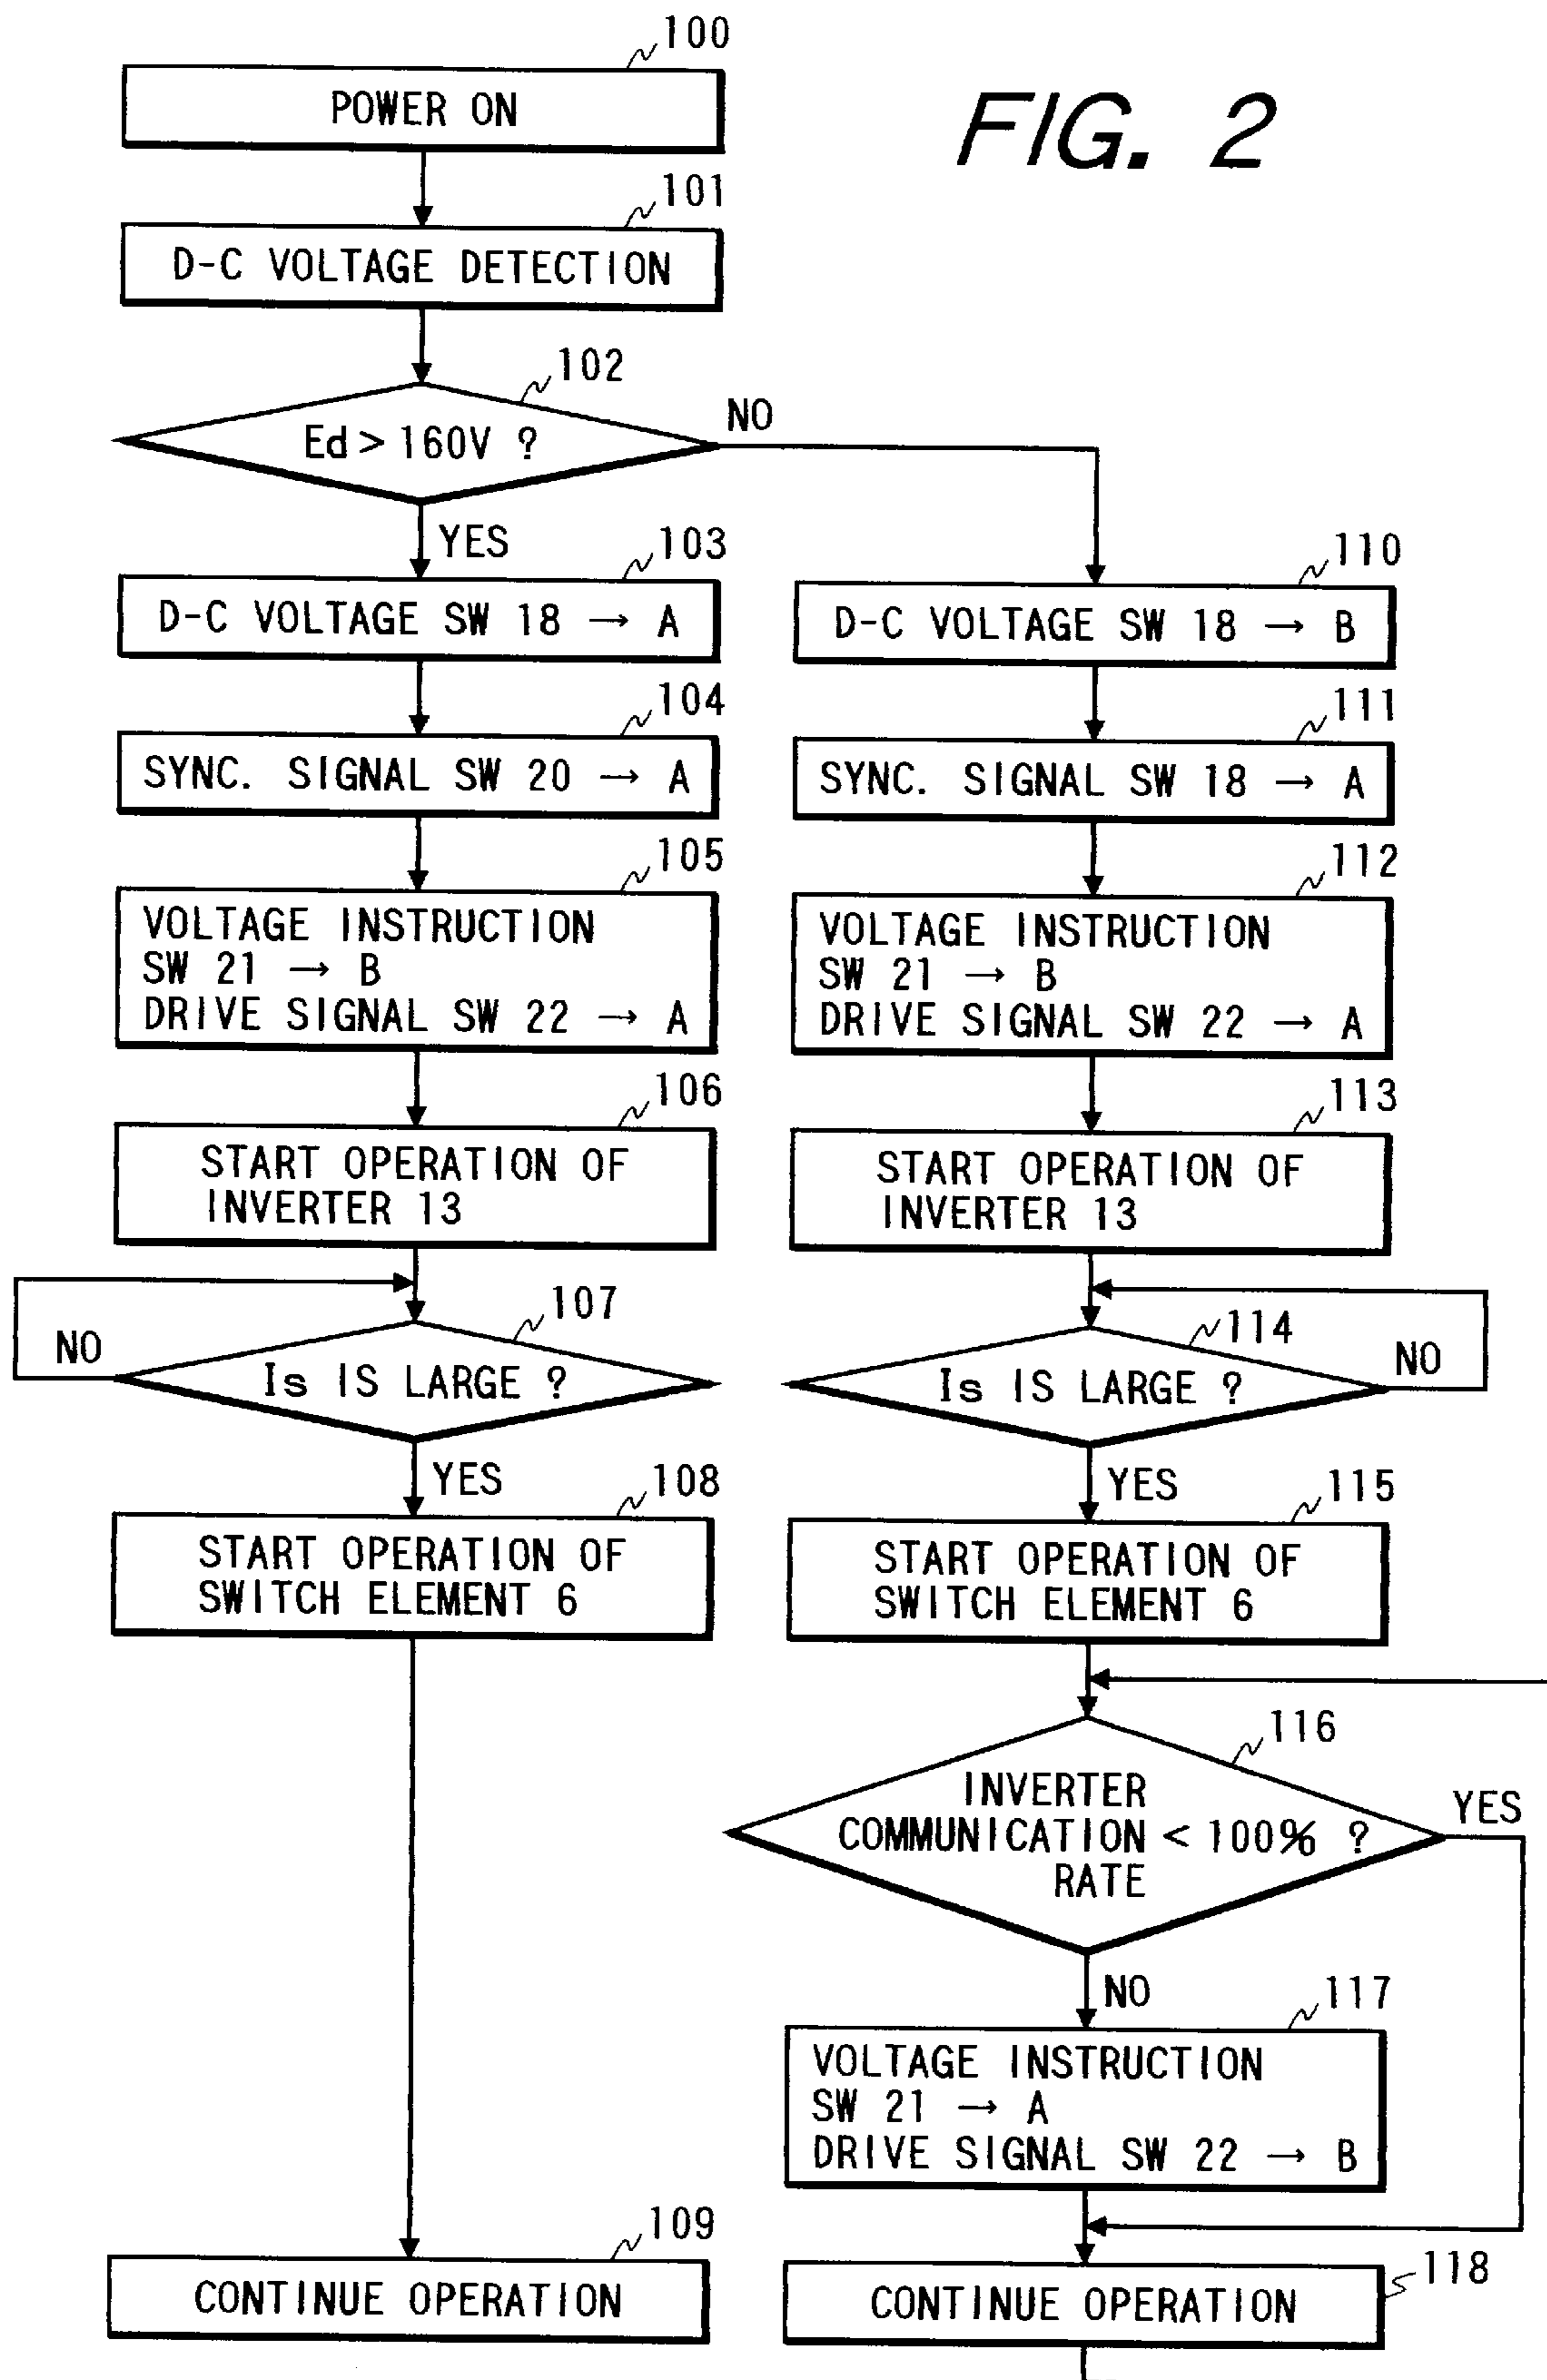 FIG. 2
100
POWER ON
101
D-C VOLTAGE DETECTION
102
Ed > 160V ?
NO
YES
103
D-C VOLTAGE SW 18 → A
104
SYNC. SIGNAL SW 20 → A
105
VOLTAGE INSTRUCTION
SW 21 → B
DRIVE SIGNAL SW 22 → A
106
START OPERATION OF
INVERTER 13
107
Is IS LARGE ?
NO
YES
108
START OPERATION OF
SWITCH ELEMENT 6
109
CONTINUE OPERATION
110
D-C VOLTAGE SW 18 → B
111
SYNC. SIGNAL SW 18 → A
112
VOLTAGE INSTRUCTION
SW 21 → B
DRIVE SIGNAL SW 22 → A
113
START OPERATION OF
INVERTER 13
114
Is IS LARGE ?
NO
YES
115
START OPERATION OF
SWITCH ELEMENT 6
116
INVERTER
COMMUNICATION < 100% ?
RATE
YES
NO
117
VOLTAGE INSTRUCTION
SW 21 → A
DRIVE SIGNAL SW 22 → B
118
CONTINUE OPERATION